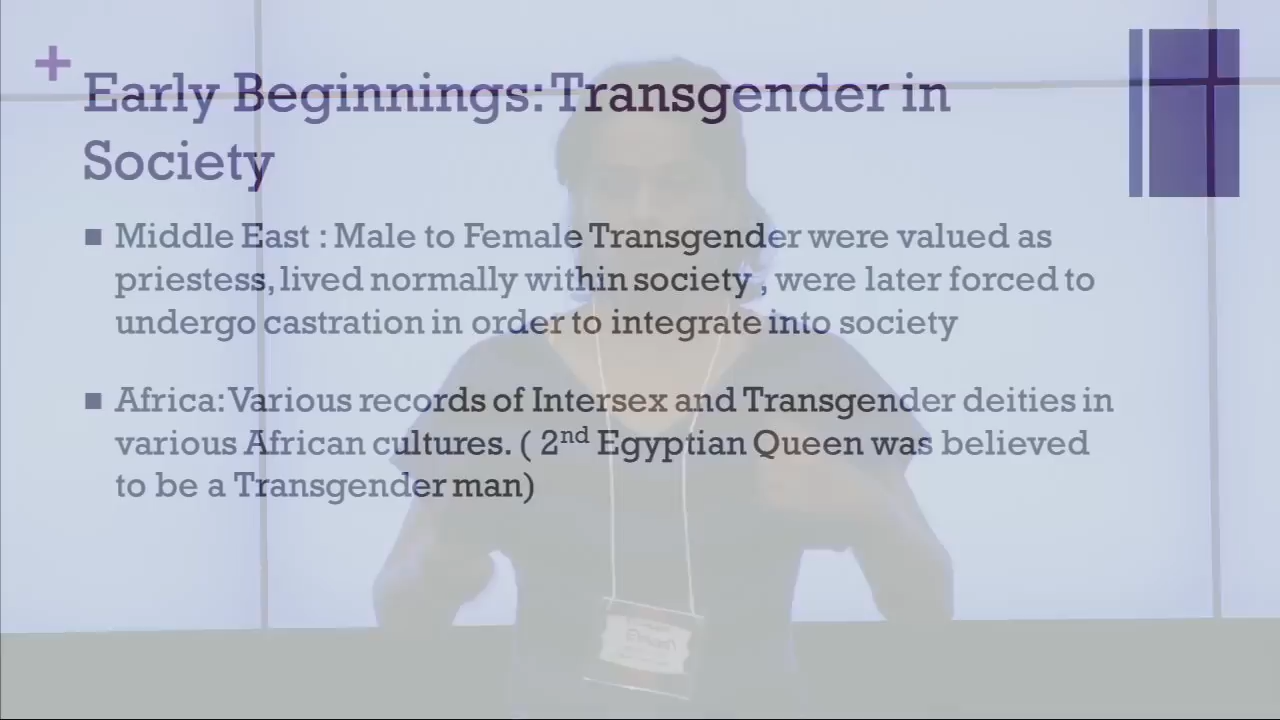 Early Beginnings: Transgender in
Society
Middle East : Male to Female Transgender were valued as
priestess, lived normally within society , were later forced to
undergo castration in order to integrate into society
Africa: Various records of Intersex and Transgender deities in
various African cultures. ( 2nd Egyptian Queen was believed
to be a Transgender man)